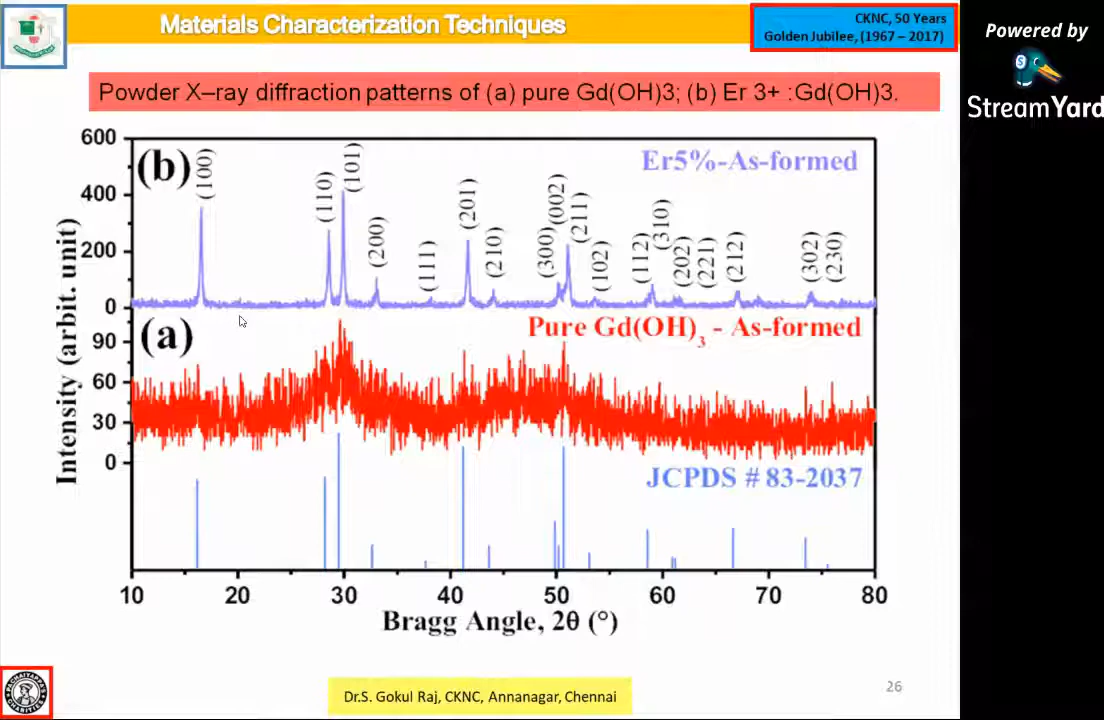 Materials Characterization Techniques
CKNC, 50 Years
Golden Jubilee, (1967 – 2017)
Powered by
StreamYard
Powder X–ray diffraction patterns of (a) pure Gd(OH)3; (b) Er 3+ :Gd(OH)3.
600
400
200
0
(b)
Er5%-As-formed
(100)
(110)
(101)
(200)
(111)
(201)
(210)
(300)
(002)
(211)
(102)
(112)
(310)
(202)
(221)
(212)
(302)
(230)
(a)
Pure Gd(OH)3 - As-formed
90
60
30
0
Intensity (arbit. unit)
JCPDS # 83-2037
10 20 30 40 50 60 70 80
Bragg Angle, 2θ (°)
Dr.S. Gokul Raj, CKNC, Annanagar, Chennai
26